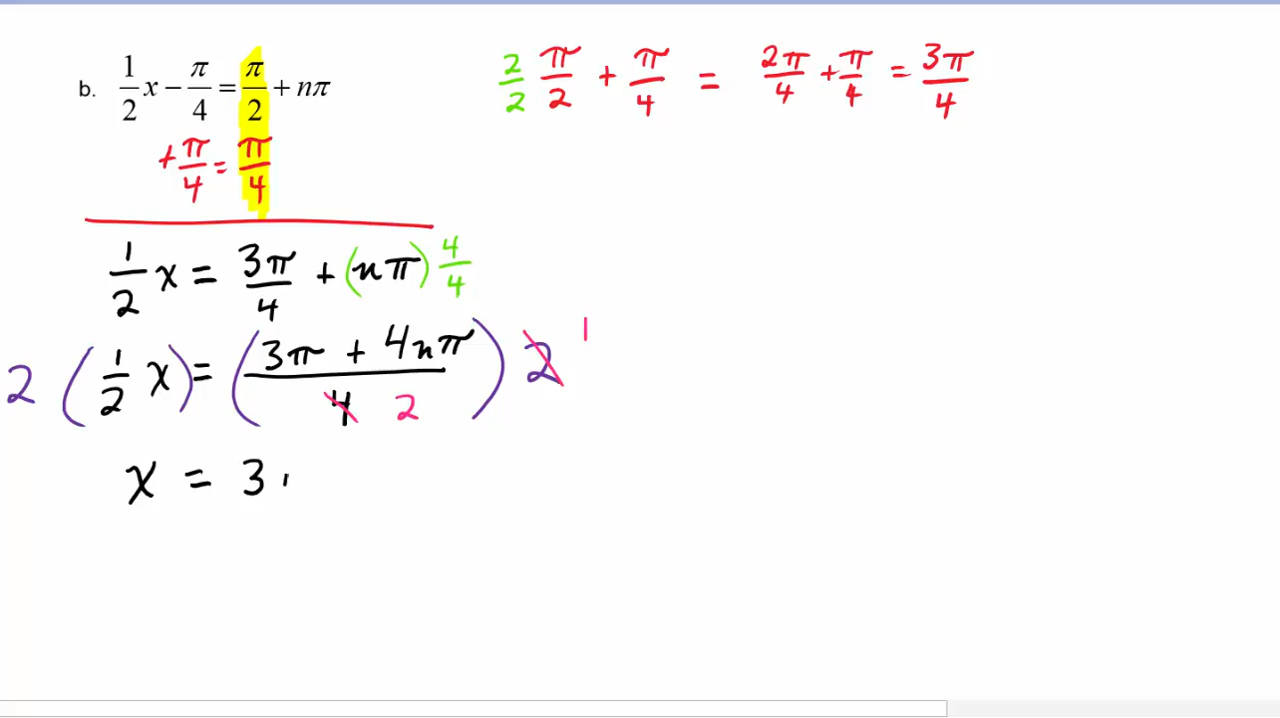 b. 1/2 x − π/4 = π/2 + nπ
+ π/4 = π/4
2/2 π/2 + π/4 = 2π/4 + π/4 = 3π/4
1/2 x = 3π/4 + (nπ) 4/4
2 (1/2 x) = ((3π + 4nπ)/4 2) 2 1
x = 3